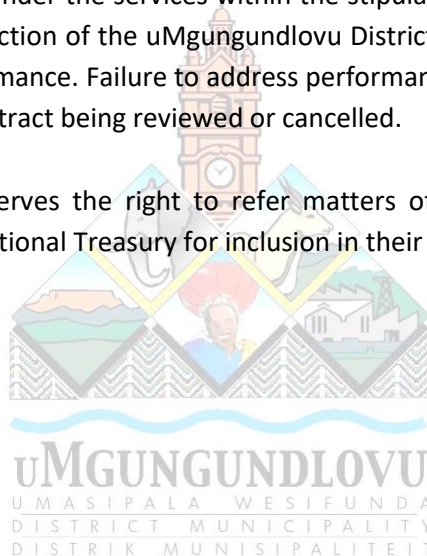 nder the services within the stipula
ction of the uMgungundlovu District
mance. Failure to address performan
tract being reviewed or cancelled.
erves the right to refer matters of
tional Treasury for inclusion in their
UMGUNGUNDLOVU
UMASIPALA WESIFUNDA
DISTRICT MUNICIPALITY
DISTRIK MUNISIPALITEIT